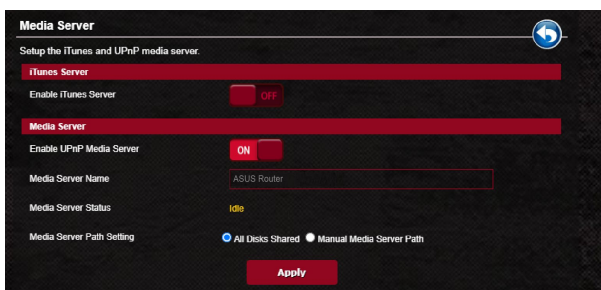 Media Server
Setup the iTunes and UPnP media server.
iTunes Server
Enable iTunes Server OFF
Media Server
Enable UPnP Media Server ON
Media Server Name ASUS Router
Media Server Status Idle
Media Server Path Setting All Disks Shared Manual Media Server Path
Apply